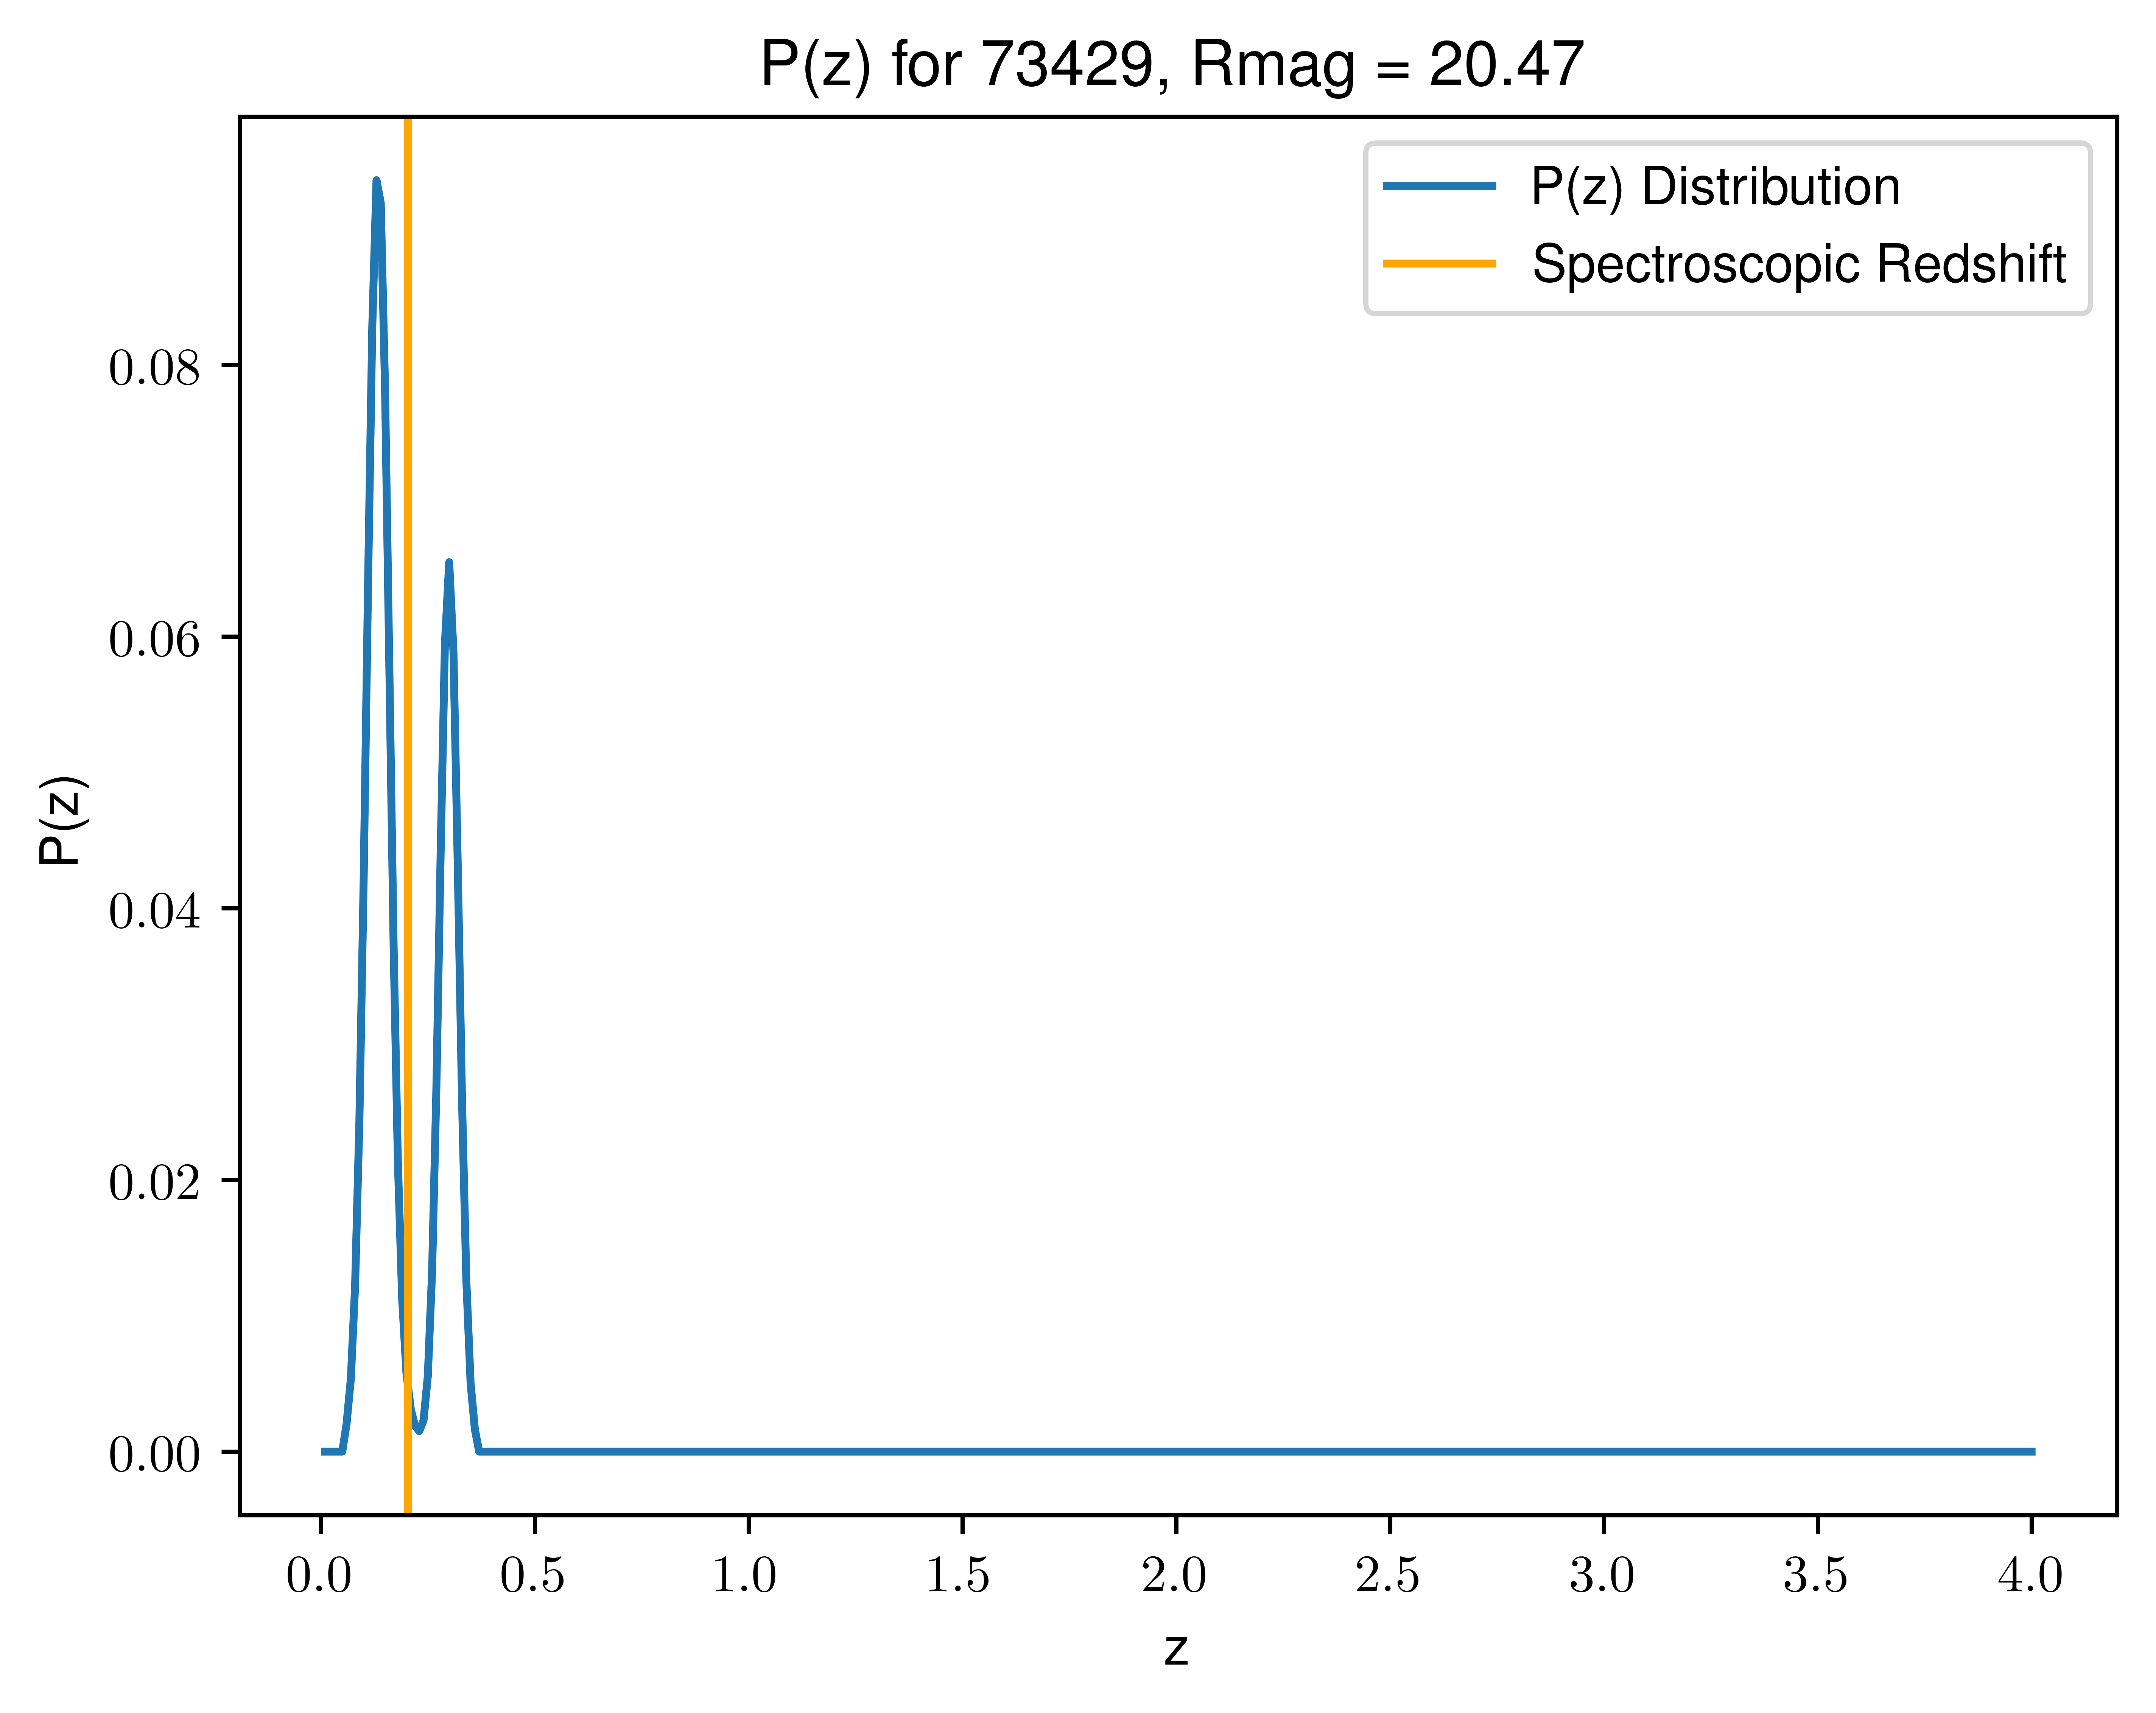 P(z) for 73429, Rmag = 20.47
P(z) Distribution
Spectroscopic Redshift
0.08
0.06
0.04
0.02
0.00
P(z)
0.0 0.5 1.0 1.5 2.0 2.5 3.0 3.5 4.0
z